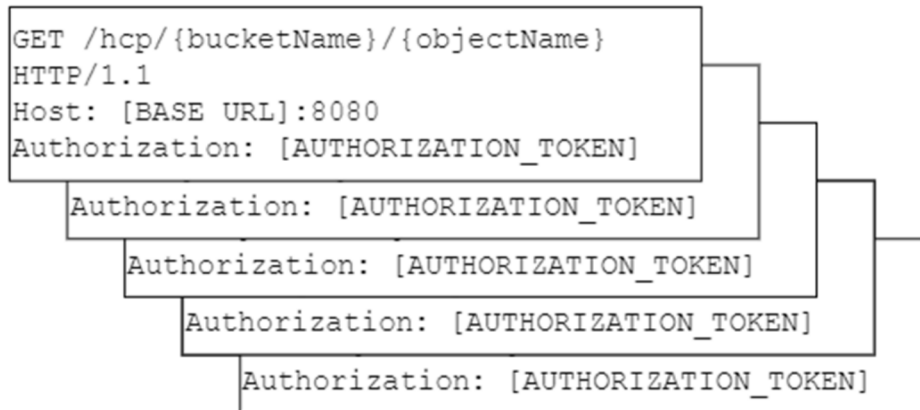 GET /hcp/{bucketName}/{objectName}
HTTP/1.1
Host: [BASE URL]:8080
Authorization: [AUTHORIZATION_TOKEN]
Authorization: [AUTHORIZATION_TOKEN]
Authorization: [AUTHORIZATION_TOKEN]
Authorization: [AUTHORIZATION_TOKEN]
Authorization: [AUTHORIZATION_TOKEN]